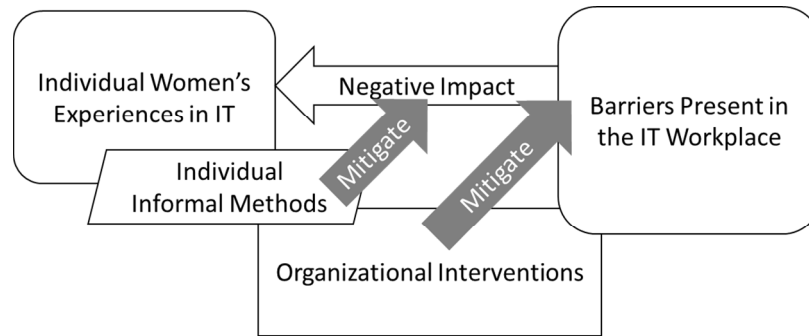 Individual Women's
Experiences in IT
Negative Impact
Barriers Present in
the IT Workplace
Individual
Informal Methods
Mitigate
Mitigate
Organizational Interventions